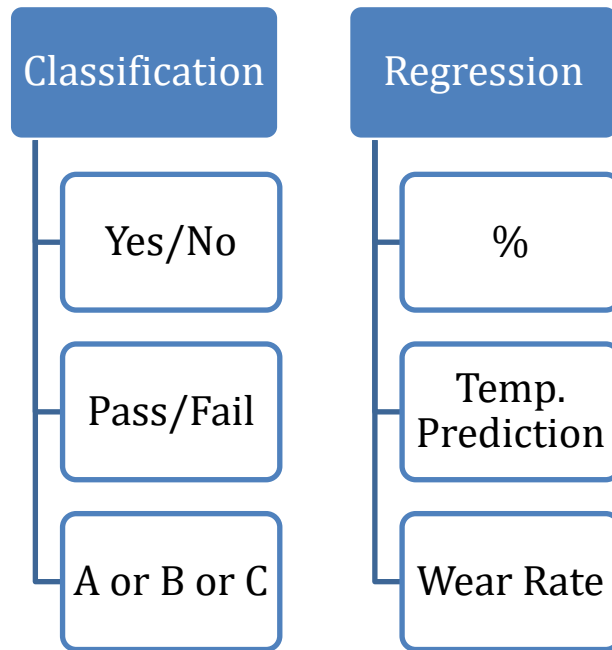 Classification
Yes/No
Pass/Fail
A or B or C
Regression
%
Temp.
Prediction
Wear Rate